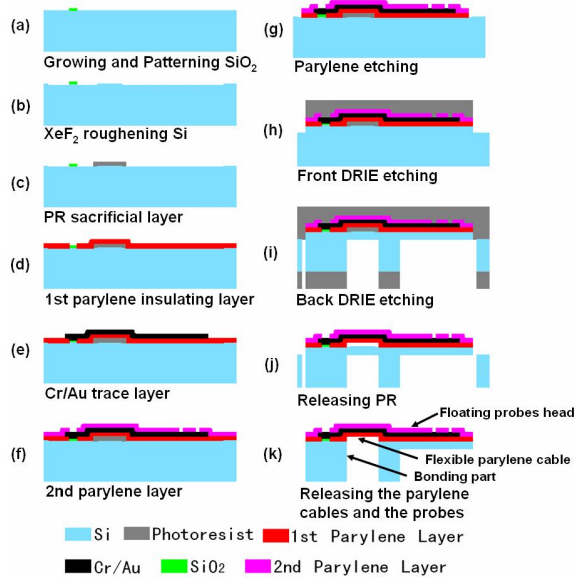 (a)
Growing and Patterning SiO2
(b)
XeF2 roughening Si
(c)
PR sacrificial layer
(d)
1st parylene insulating layer
(e)
Cr/Au trace layer
(f)
2nd parylene layer
(g)
Parylene etching
(h)
Front DRIE etching
(i)
Back DRIE etching
(j)
Releasing PR
Floating probes head
(k)
Flexible parylene cable
Bonding part
Releasing the parylene
cables and the probes
Si
Photoresist
1st Parylene Layer
Cr/Au
SiO2
2nd Parylene Layer